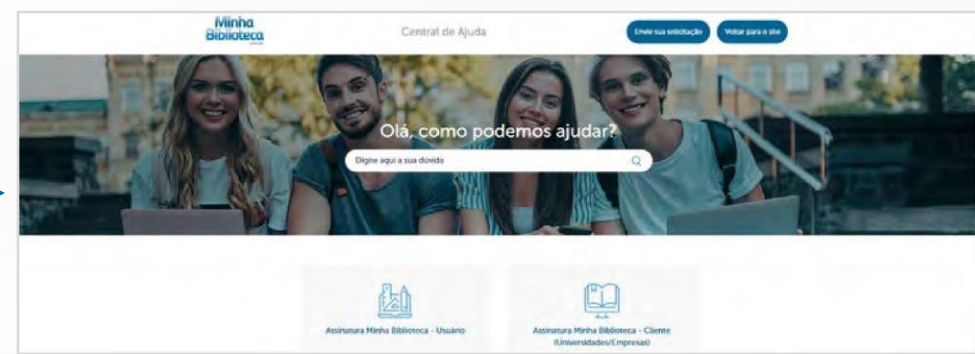 Minha
Biblioteca
Central de Ajuda
Envie sua solicitação
Voltar para o site
Olá, como podemos ajudar?
Digite aqui a sua dúvida
Assinatura Minha Biblioteca - Usuário
Assinatura Minha Biblioteca - Cliente
(Universidades/Empresas)